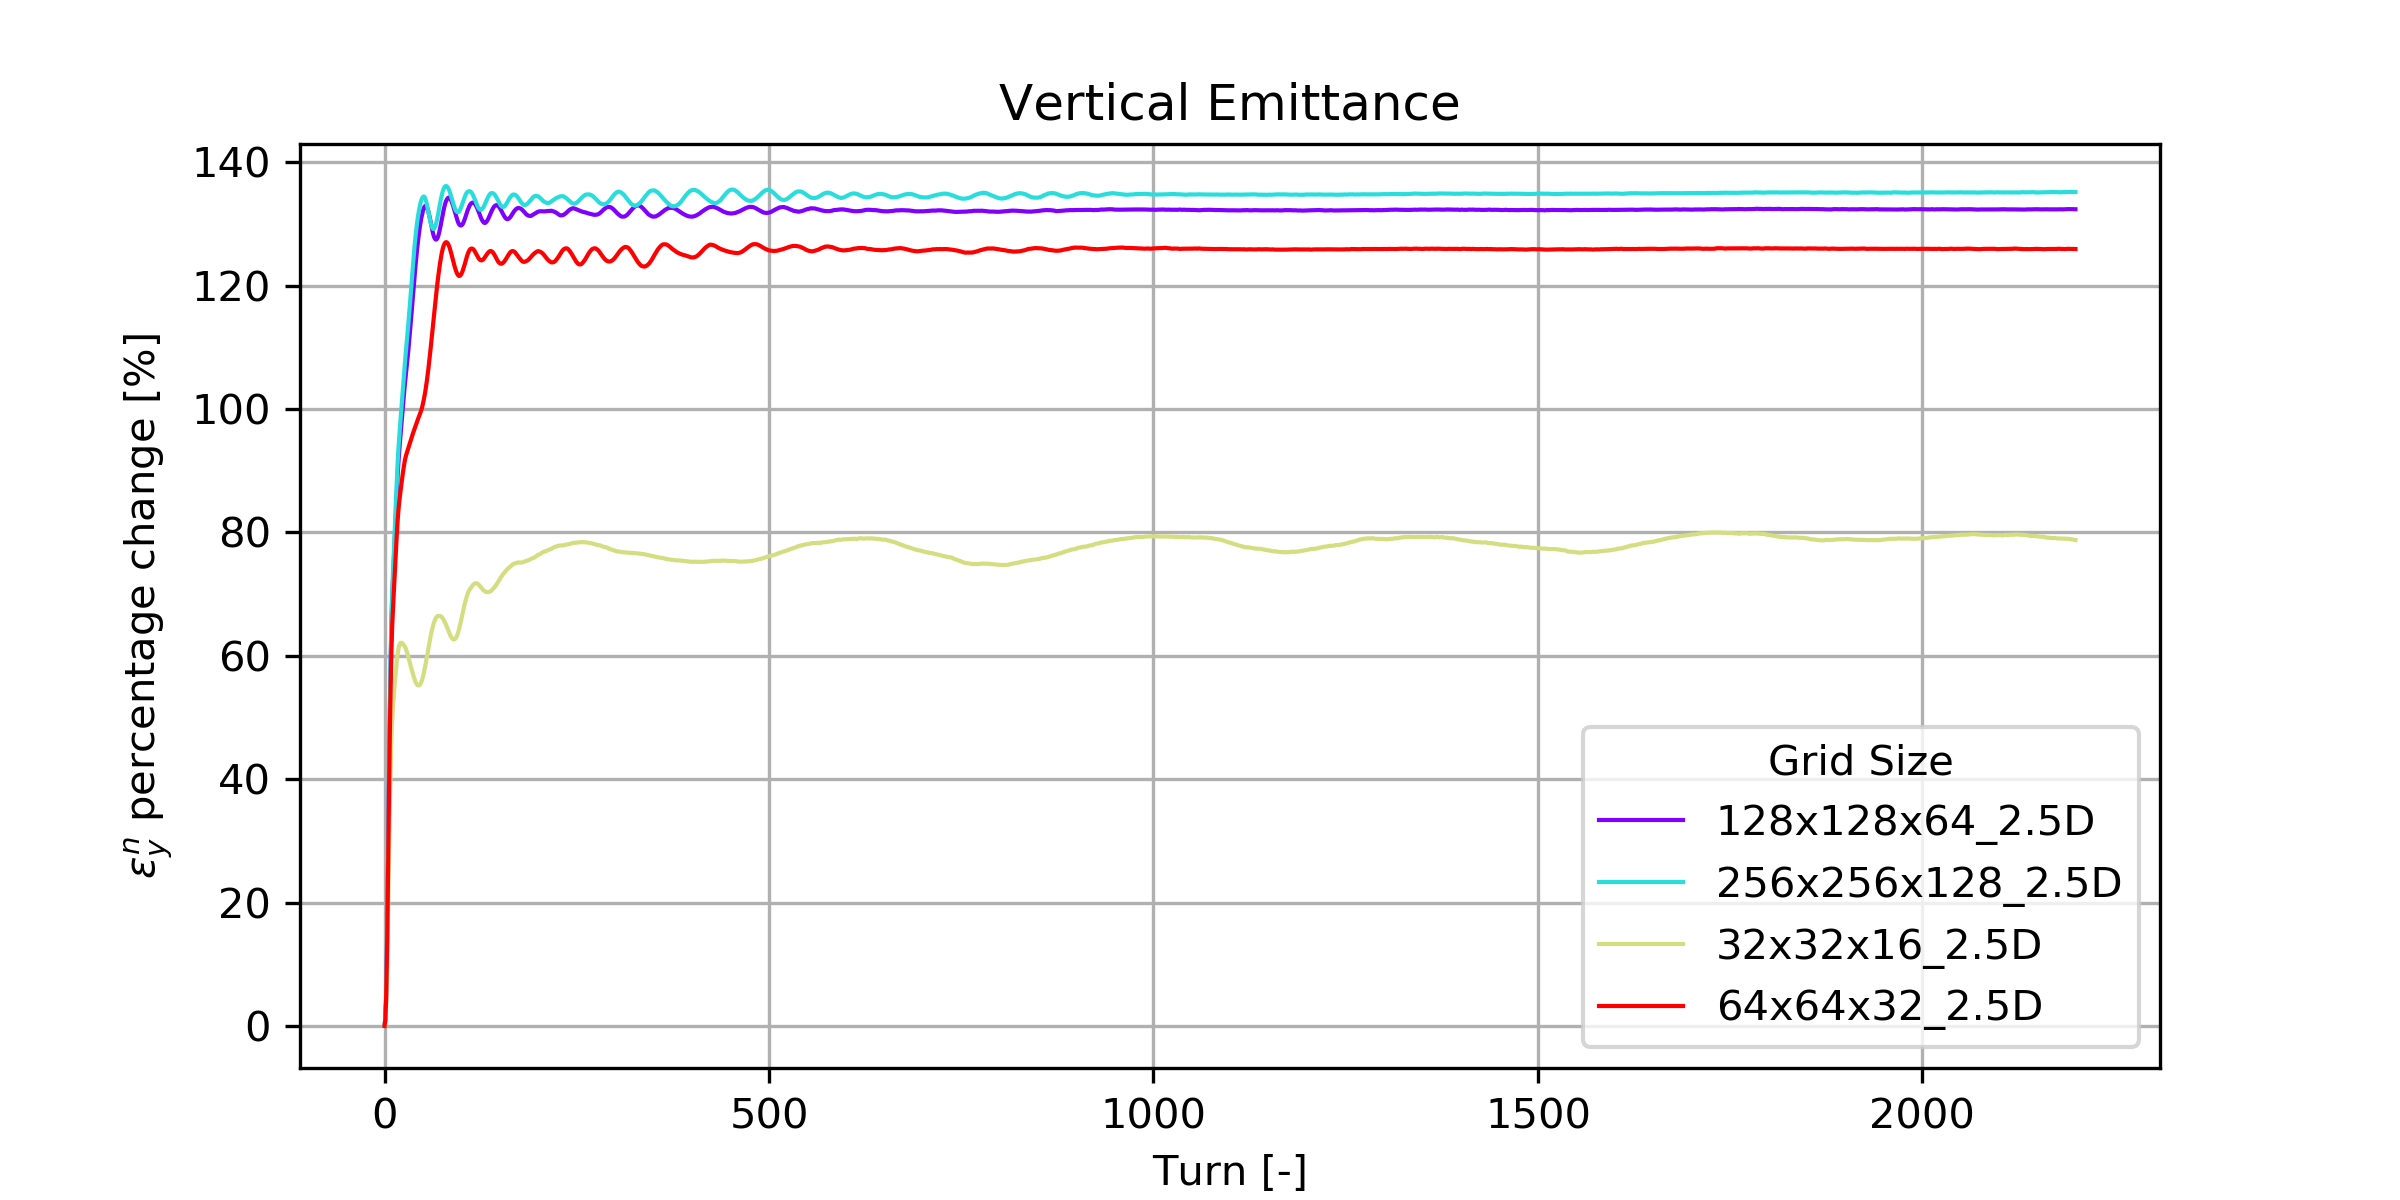 Vertical Emittance
140
120
100
80
60
40
20
0
ε_y^n percentage change [%]
0 500 1000 1500 2000
Turn [-]
Grid Size
128x128x64_2.5D
256x256x128_2.5D
32x32x16_2.5D
64x64x32_2.5D